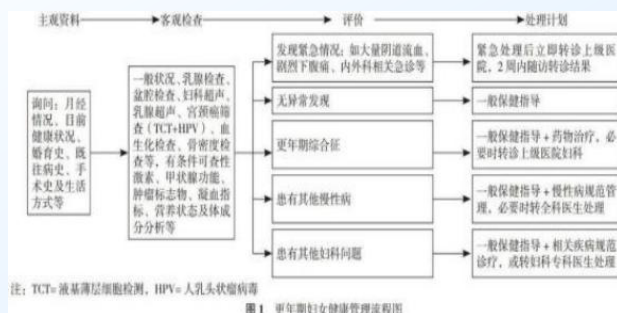 主观资料
客观检查
评价
处理计划
询问：月经
情况、目前
健康状况、
婚育史、既
往病史、手
术史及生活
方式等
一般状况、乳腺检查、
盆腔检查、妇科超声、
乳腺超声、宫颈癌筛
查（TCT+HPV）、血
生化检查、骨密度检
查等，有条件可查性
激素、甲状腺功能、
肿瘤标志物、凝血指
标、营养状态及体成
分分析等
发现紧急情况：如大量阴道流血、
剧烈下腹痛、内外科相关急诊等
紧急处理后立即转诊上级医
院，2周内随访转诊结果
无异常发现
一般保健指导
更年期综合征
一般保健指导+药物治疗，必
要时转诊上级医院妇科
患有其他慢性病
一般保健指导+慢性病规范管
理，必要时转全科医生处理
患有其他妇科问题
一般保健指导+相关疾病规范
诊疗，或转妇科专科医生处理
注：TCT=液基薄层细胞检测，HPV=人乳头状瘤病毒
图1 更年期妇女健康管理流程图